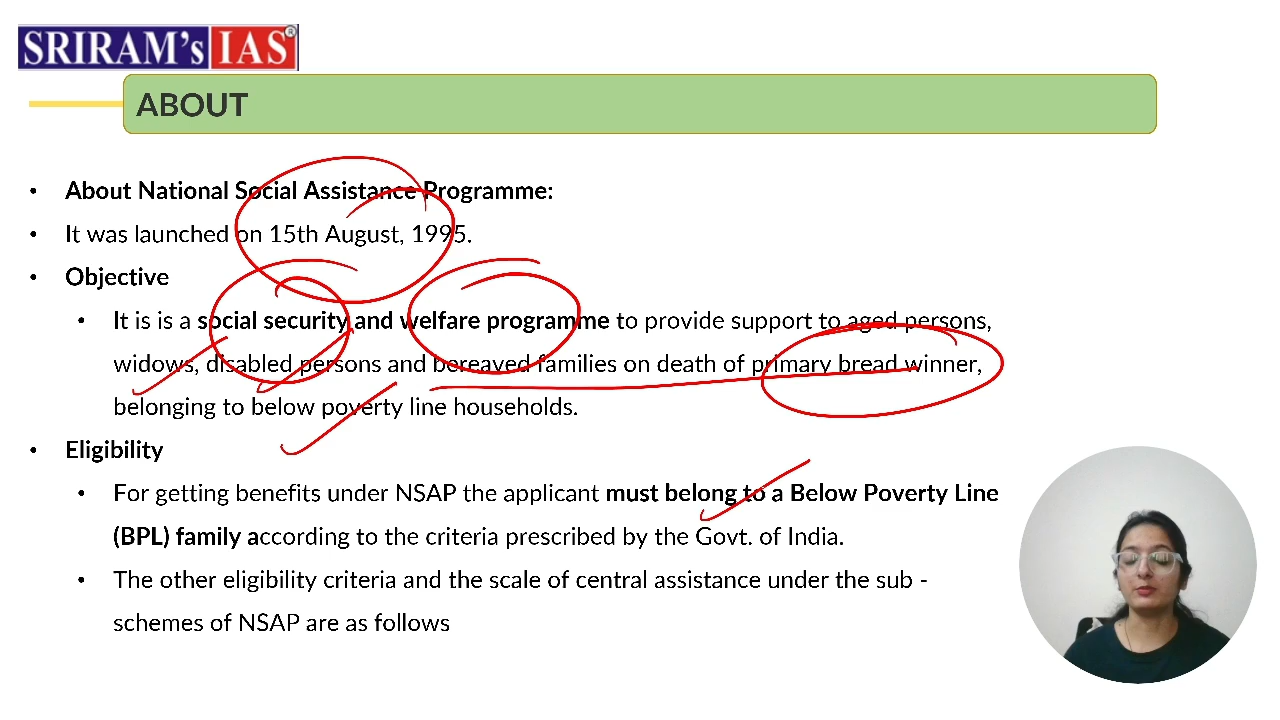 SRIRAM's IAS®
ABOUT
• About National Social Assistance Programme:
• It was launched on 15th August, 1995.
• Objective
• It is is a social security and welfare programme to provide support to aged persons,
widows, disabled persons and bereaved families on death of primary bread winner,
belonging to below poverty line households.
• Eligibility
• For getting benefits under NSAP the applicant must belong to a Below Poverty Line
(BPL) family according to the criteria prescribed by the Govt. of India.
• The other eligibility criteria and the scale of central assistance under the sub -
schemes of NSAP are as follows